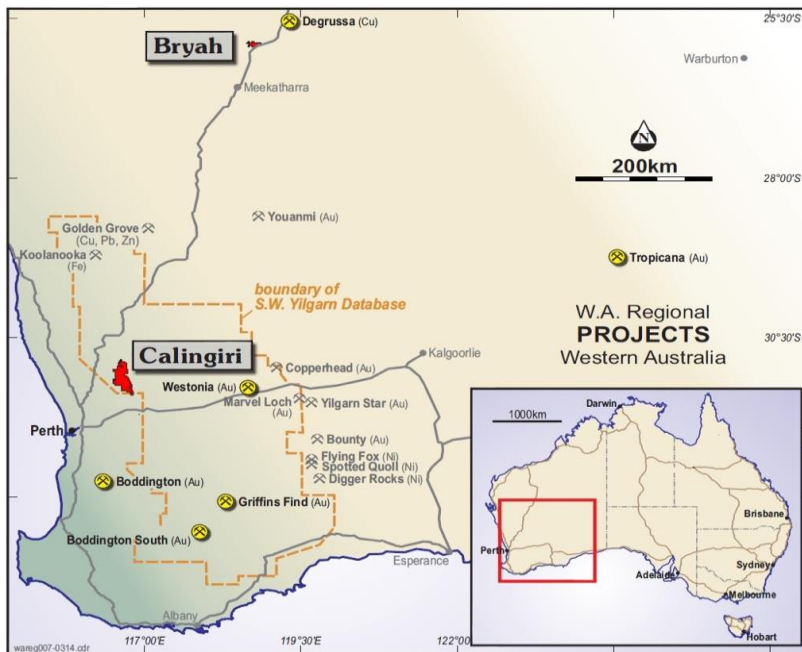 25°30'S
Degrussa (Cu)
Bryah
Warburton
Meekatharra
N
200km
28°00'S
Youanmi (Au)
Golden Grove
(Cu, Pb, Zn)
Koolanooka
(Fe)
Tropicana (Au)
boundary of
S.W. Yilgarn Database
W.A. Regional
PROJECTS
Western Australia
30°30'S
Calingiri
Kalgoorlie
Copperhead (Au)
Westonia (Au)
Marvel Loch
(Au)
Yilgarn Star (Au)
Perth
Bounty (Au)
Flying Fox (Ni)
Spotted Quoll (Ni)
Digger Rocks (Ni)
Boddington (Au)
Griffins Find (Au)
Boddington South (Au)
Esperance
Albany
117°00'E
119°30'E
122°00'E
wareg007-0314.cdr
1000km
Darwin
Brisbane
Perth
Sydney
Adelaide
Melbourne
Hobart